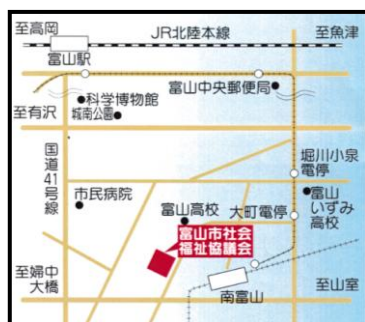 至高岡
JR北陸本線
至魚津
富山駅
科学博物館
富山中央郵便局
城南公園
至有沢
国道41号線
堀川小泉
電停
市民病院
富山高校
大町電停
富山
いずみ
高校
富山市社会
福祉協議会
至婦中
大橋
南富山
至山室